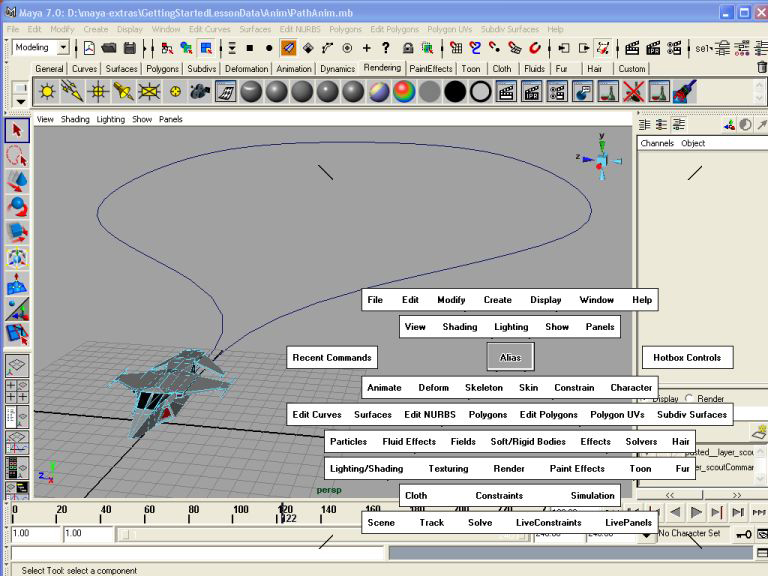 Maya 7.0: D:\maya-extras\GettingStartedLessonData\Anim\PathAnim.mb
File Edit Modify Create Display Window Edit Curves Surfaces Edit NURBS Polygons Edit Polygons Polygon UVs Subdiv Surfaces Help
Modeling
sel
General Curves Surfaces Polygons Subdivs Deformation Animation Dynamics Rendering PaintEffects Toon Cloth Fluids Fur Hair Custom
IPR
View Shading Lighting Show Panels
Channels Object
y
z
File Edit Modify Create Display Window Help
View Shading Lighting Show Panels
Recent Commands Alias Hotbox Controls
Animate Deform Skeleton Skin Constrain Character
Display Render
Edit Curves Surfaces Edit NURBS Polygons Edit Polygons Polygon UVs Subdiv Surfaces
Particles Fluid Effects Fields Soft/Rigid Bodies Effects Solvers Hair
Lighting/Shading Texturing Render Paint Effects Toon Fur
persp
Cloth Constraints Simulation
0 20 40 60 80 100 120 140 160 180 200 220
122
Scene Track Solve LiveConstraints LivePanels
1.00 1.00 No Character Set
Select Tool: select a component